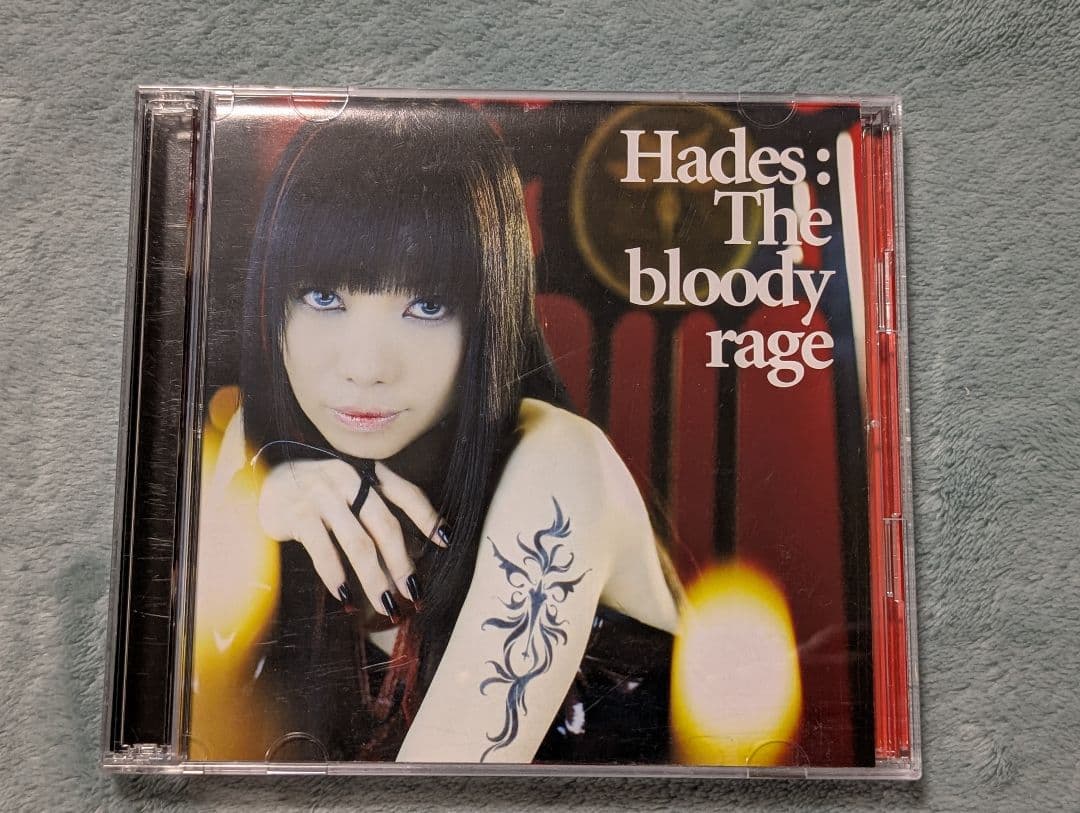 Hades :
The
bloody
rage